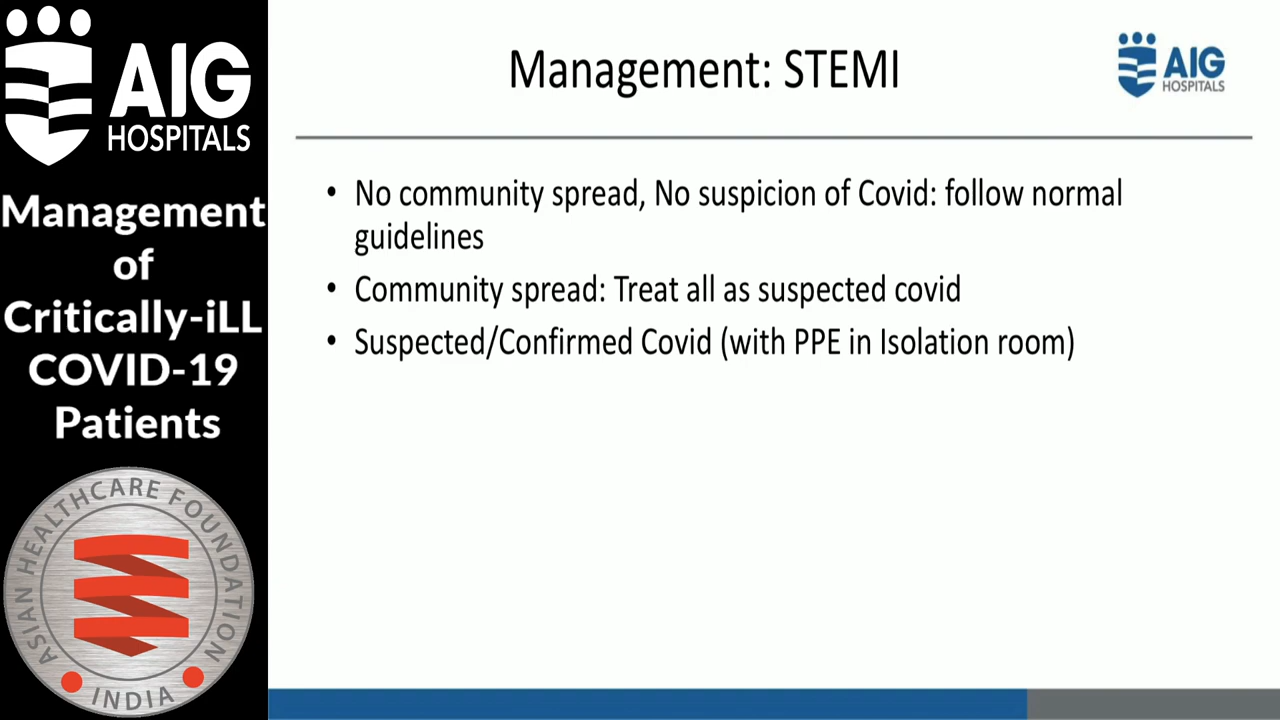 AIG
HOSPITALS
Management
of
Critically-iLL
COVID-19
Patients
ASIAN HEALTHCARE FOUNDATION
INDIA
Management: STEMI
AIG
HOSPITALS
• No community spread, No suspicion of Covid: follow normal
guidelines
• Community spread: Treat all as suspected covid
• Suspected/Confirmed Covid (with PPE in Isolation room)